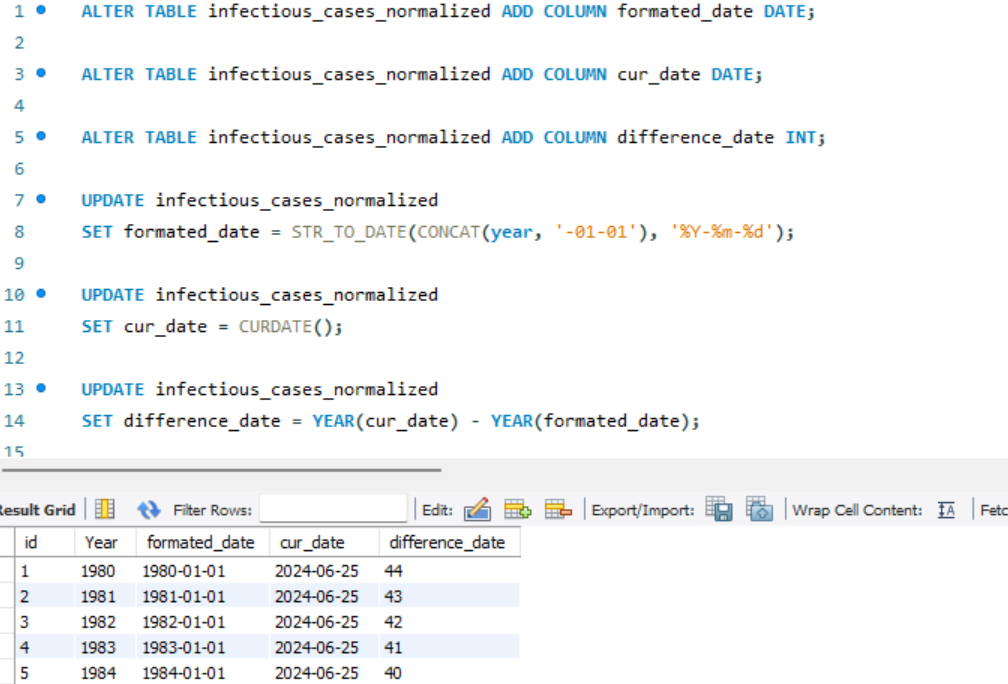 1 ALTER TABLE infectious_cases_normalized ADD COLUMN formated_date DATE;
2
3 ALTER TABLE infectious_cases_normalized ADD COLUMN cur_date DATE;
4
5 ALTER TABLE infectious_cases_normalized ADD COLUMN difference_date INT;
6
7 UPDATE infectious_cases_normalized
8 SET formated_date = STR_TO_DATE(CONCAT(year, '-01-01'), '%Y-%m-%d');
9
10 UPDATE infectious_cases_normalized
11 SET cur_date = CURDATE();
12
13 UPDATE infectious_cases_normalized
14 SET difference_date = YEAR(cur_date) - YEAR(formated_date);
15
Result Grid Filter Rows: Edit: Export/Import: Wrap Cell Content: IA Fetc
id Year formated_date cur_date difference_date
1 1980 1980-01-01 2024-06-25 44
2 1981 1981-01-01 2024-06-25 43
3 1982 1982-01-01 2024-06-25 42
4 1983 1983-01-01 2024-06-25 41
5 1984 1984-01-01 2024-06-25 40